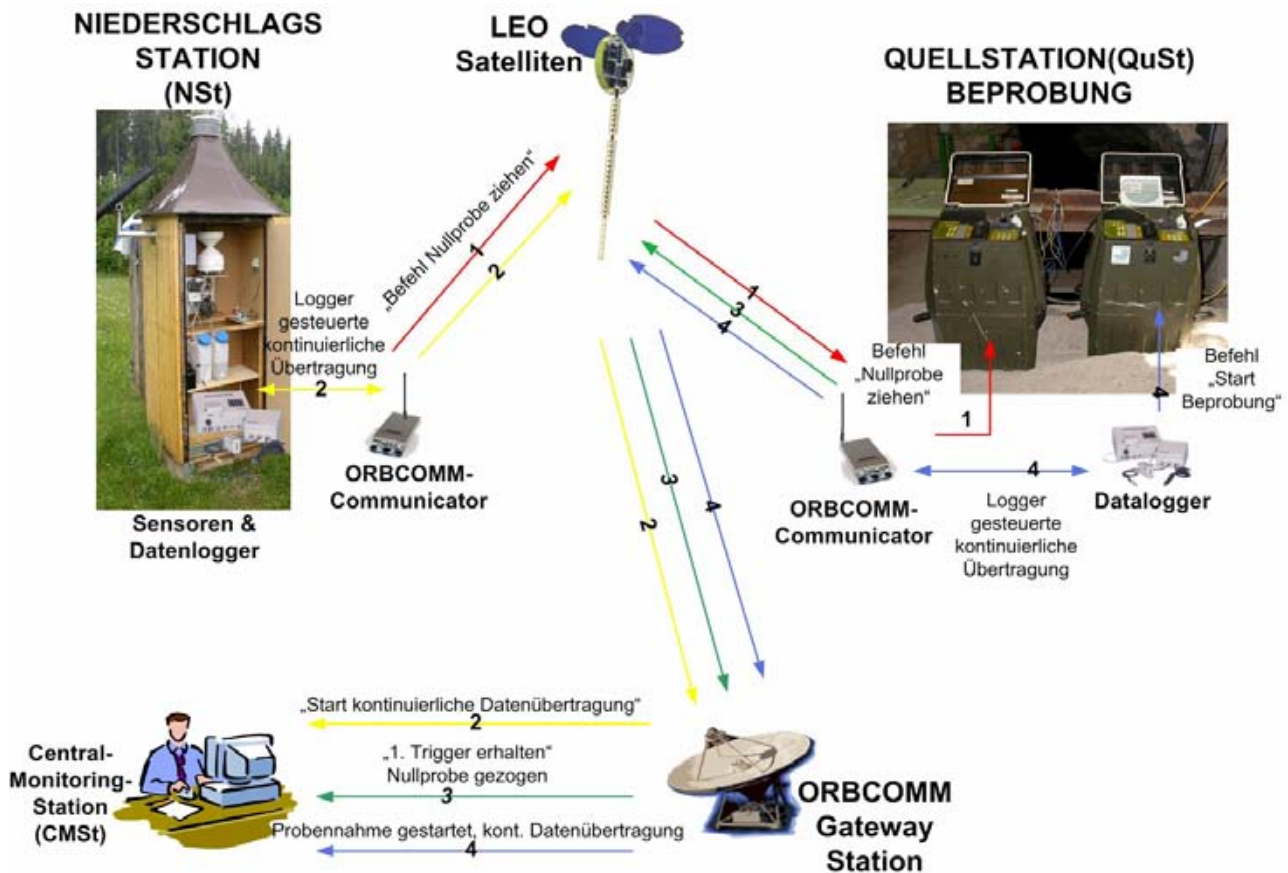 NIEDERSCHLAGS
STATION
(NSt)
LEO
Satelliten
QUELLSTATION(QuSt)
BEPROBUNG
„Befehl Nullprobe ziehen“
1
2
Logger
gesteuerte
kontinuierliche
Übertragung
2
ORBCOMM-
Communicator
Sensoren &
Datenlogger
1
3
4
Befehl
„Nullprobe
ziehen“
1
Befehl
„Start
Beprobung“
4
4
ORBCOMM-
Communicator
Datalogger
Logger
gesteuerte
kontinuierliche
Übertragung
2
3
4
„Start kontinuierliche Datenübertragung“
2
„1. Trigger erhalten“
Nullprobe gezogen
3
Probennahme gestartet, kont. Datenübertragung
4
Central-
Monitoring-
Station
(CMSt)
ORBCOMM
Gateway
Station